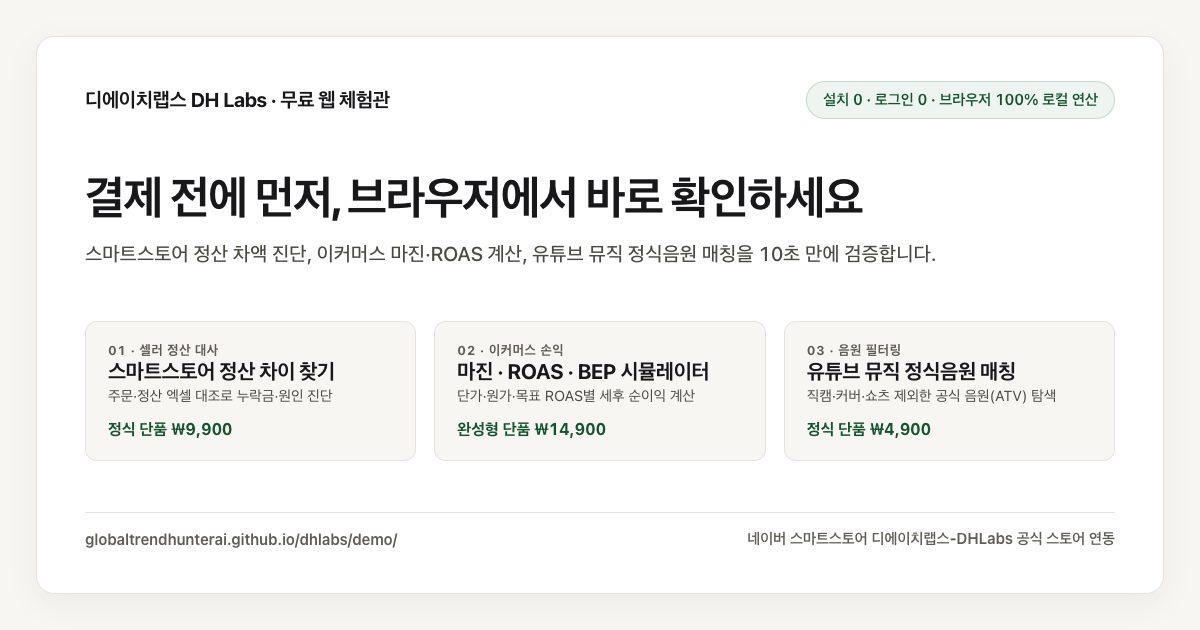 디에이치랩스 DH Labs · 무료 웹 체험관
설치 0 · 로그인 0 · 브라우저 100% 로컬 연산
결제 전에 먼저, 브라우저에서 바로 확인하세요
스마트스토어 정산 차액 진단, 이커머스 마진·ROAS 계산, 유튜브 뮤직 정식음원 매칭을 10초 만에 검증합니다.
01 · 셀러 정산 대사
스마트스토어 정산 차이 찾기
주문·정산 엑셀 대조로 누락금·원인 진단
정식 단품 ₩9,900
02 · 이커머스 손익
마진 · ROAS · BEP 시뮬레이터
단가·원가·목표 ROAS별 세후 순이익 계산
완성형 단품 ₩14,900
03 · 음원 필터링
유튜브 뮤직 정식음원 매칭
직캠·커버·쇼츠 제외한 공식 음원(ATV) 탐색
정식 단품 ₩4,900
globaltrendhunterai.github.io/dhlabs/demo/
네이버 스마트스토어 디에이치랩스-DHLabs 공식 스토어 연동